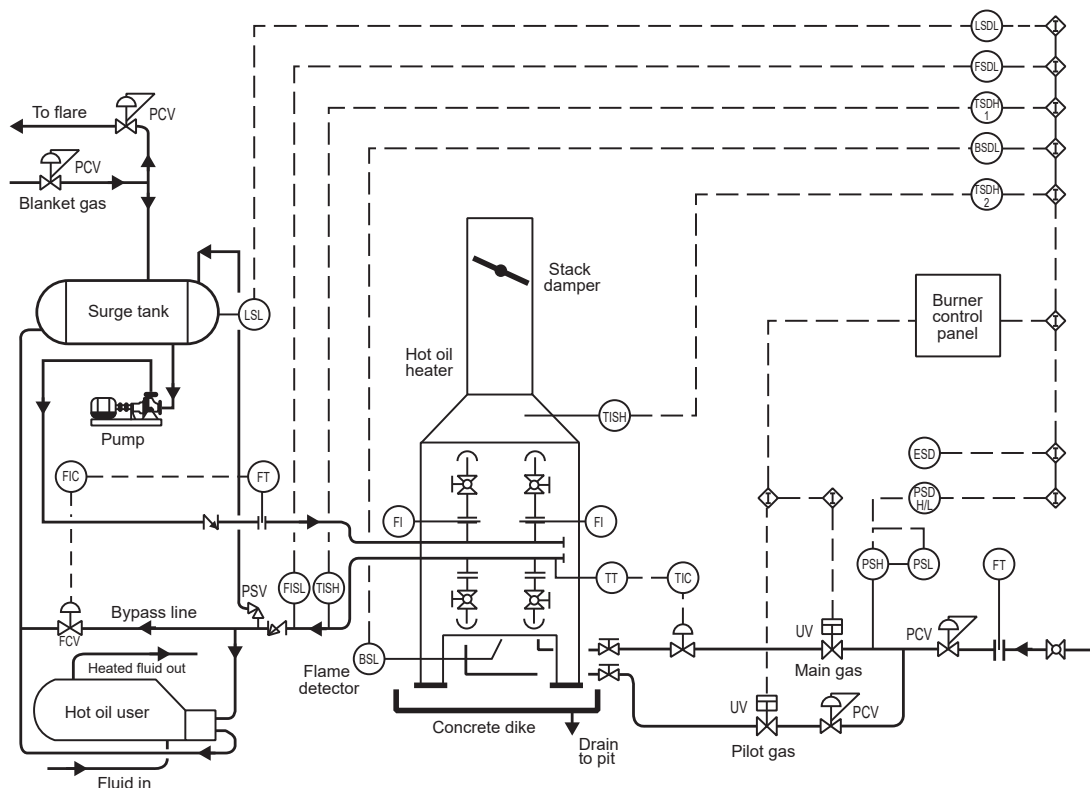 LSDL
FSDL
To flare
PCV
TSDH
1
PCV
Blanket gas
BSDL
TSDH
2
Stack
damper
Surge tank
LSL
Burner
control
panel
Hot oil
heater
TISH
Pump
FIC
FT
ESD
PSD
H/L
FI
FI
PSH
PSL
FT
TT
TIC
PSV
FISL
TISH
Bypass line
FCV
UV
PCV
Main gas
Heated fluid out
Flame
detector
BSL
Hot oil user
UV
PCV
Concrete dike
Pilot gas
Drain
to pit
Fluid in
I
I
I
I
I
I
I
I
I
I